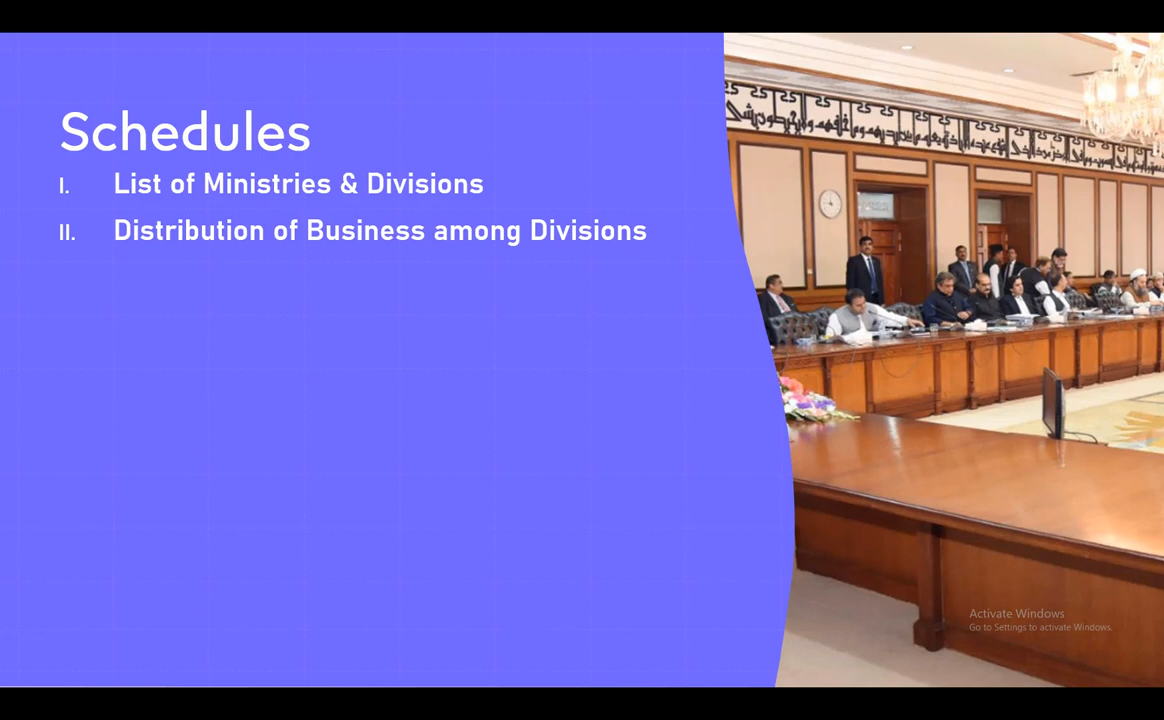 Schedules
I. List of Ministries & Divisions
II. Distribution of Business among Divisions
Activate Windows
Go to Settings to activate Windows.